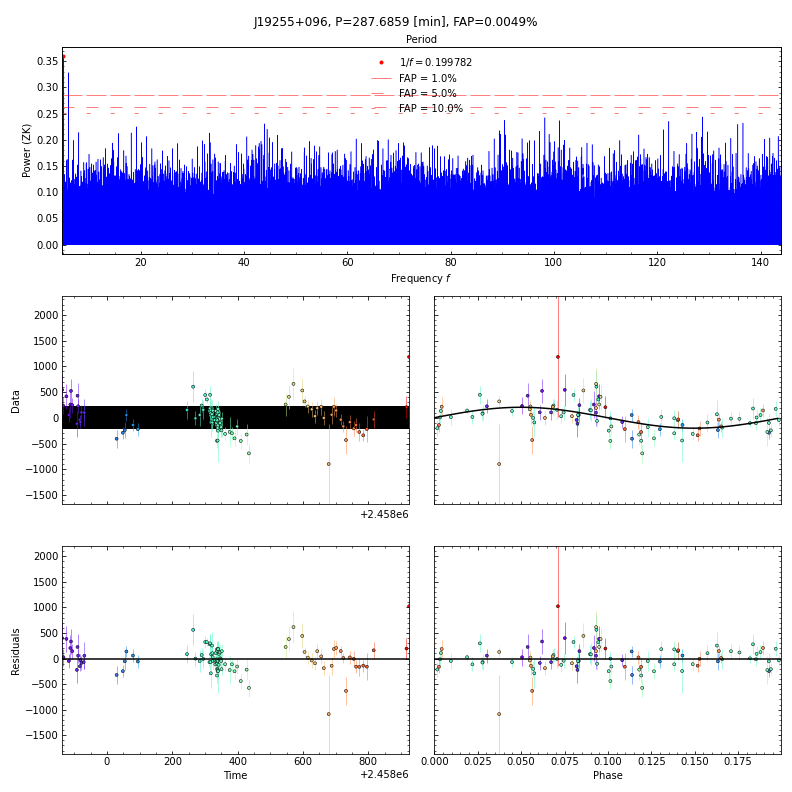 J19255+096, P=287.6859 [min], FAP=0.0049%
Period
0.35
0.30
0.25
0.20
0.15
0.10
0.05
0.00
Power (ZK)
1/f = 0.199782
FAP = 1.0%
FAP = 5.0%
FAP = 10.0%
20 40 60 80 100 120 140
Frequency f
2000
1500
1000
500
0
−500
−1000
−1500
Data
+2.458e6
2000
1500
1000
500
0
−500
−1000
−1500
Residuals
0 200 400 600 800
Time
+2.458e6
0.000 0.025 0.050 0.075 0.100 0.125 0.150 0.175
Phase